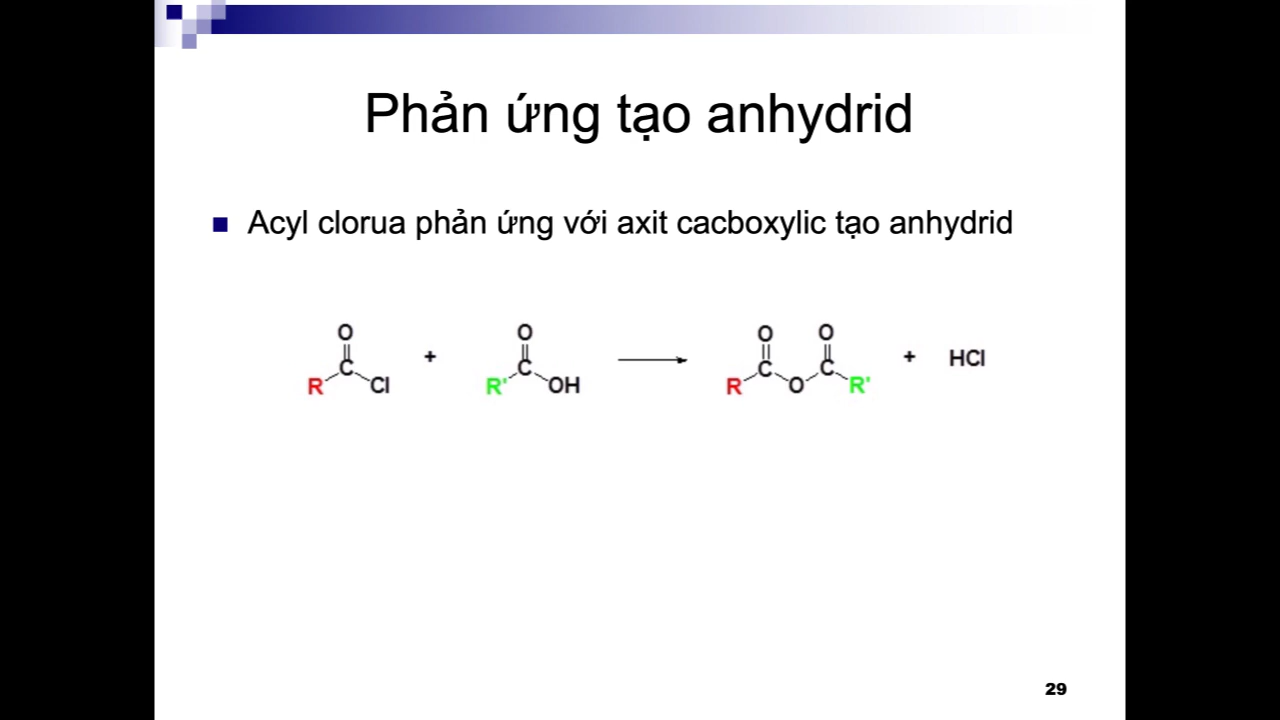 Phản ứng tạo anhydrid
Acyl clorua phản ứng với axit cacboxylic tạo anhydrid
O O O O
C + C C C + HCl
R Cl R' OH R O R'
29